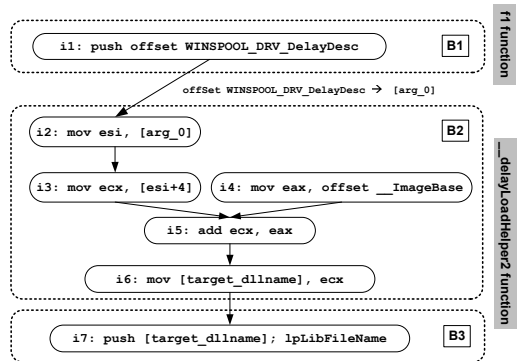 i1: push offset WINSPOOL_DRV_DelayDesc
B1
f1 function
offSet WINSPOOL_DRV_DelayDesc → [arg_0]
i2: mov esi, [arg_0]
B2
i3: mov ecx, [esi+4]
i4: mov eax, offset __ImageBase
i5: add ecx, eax
i6: mov [target_dllname], ecx
__delayLoadHelper2 function
i7: push [target_dllname]; lpLibFileName
B3